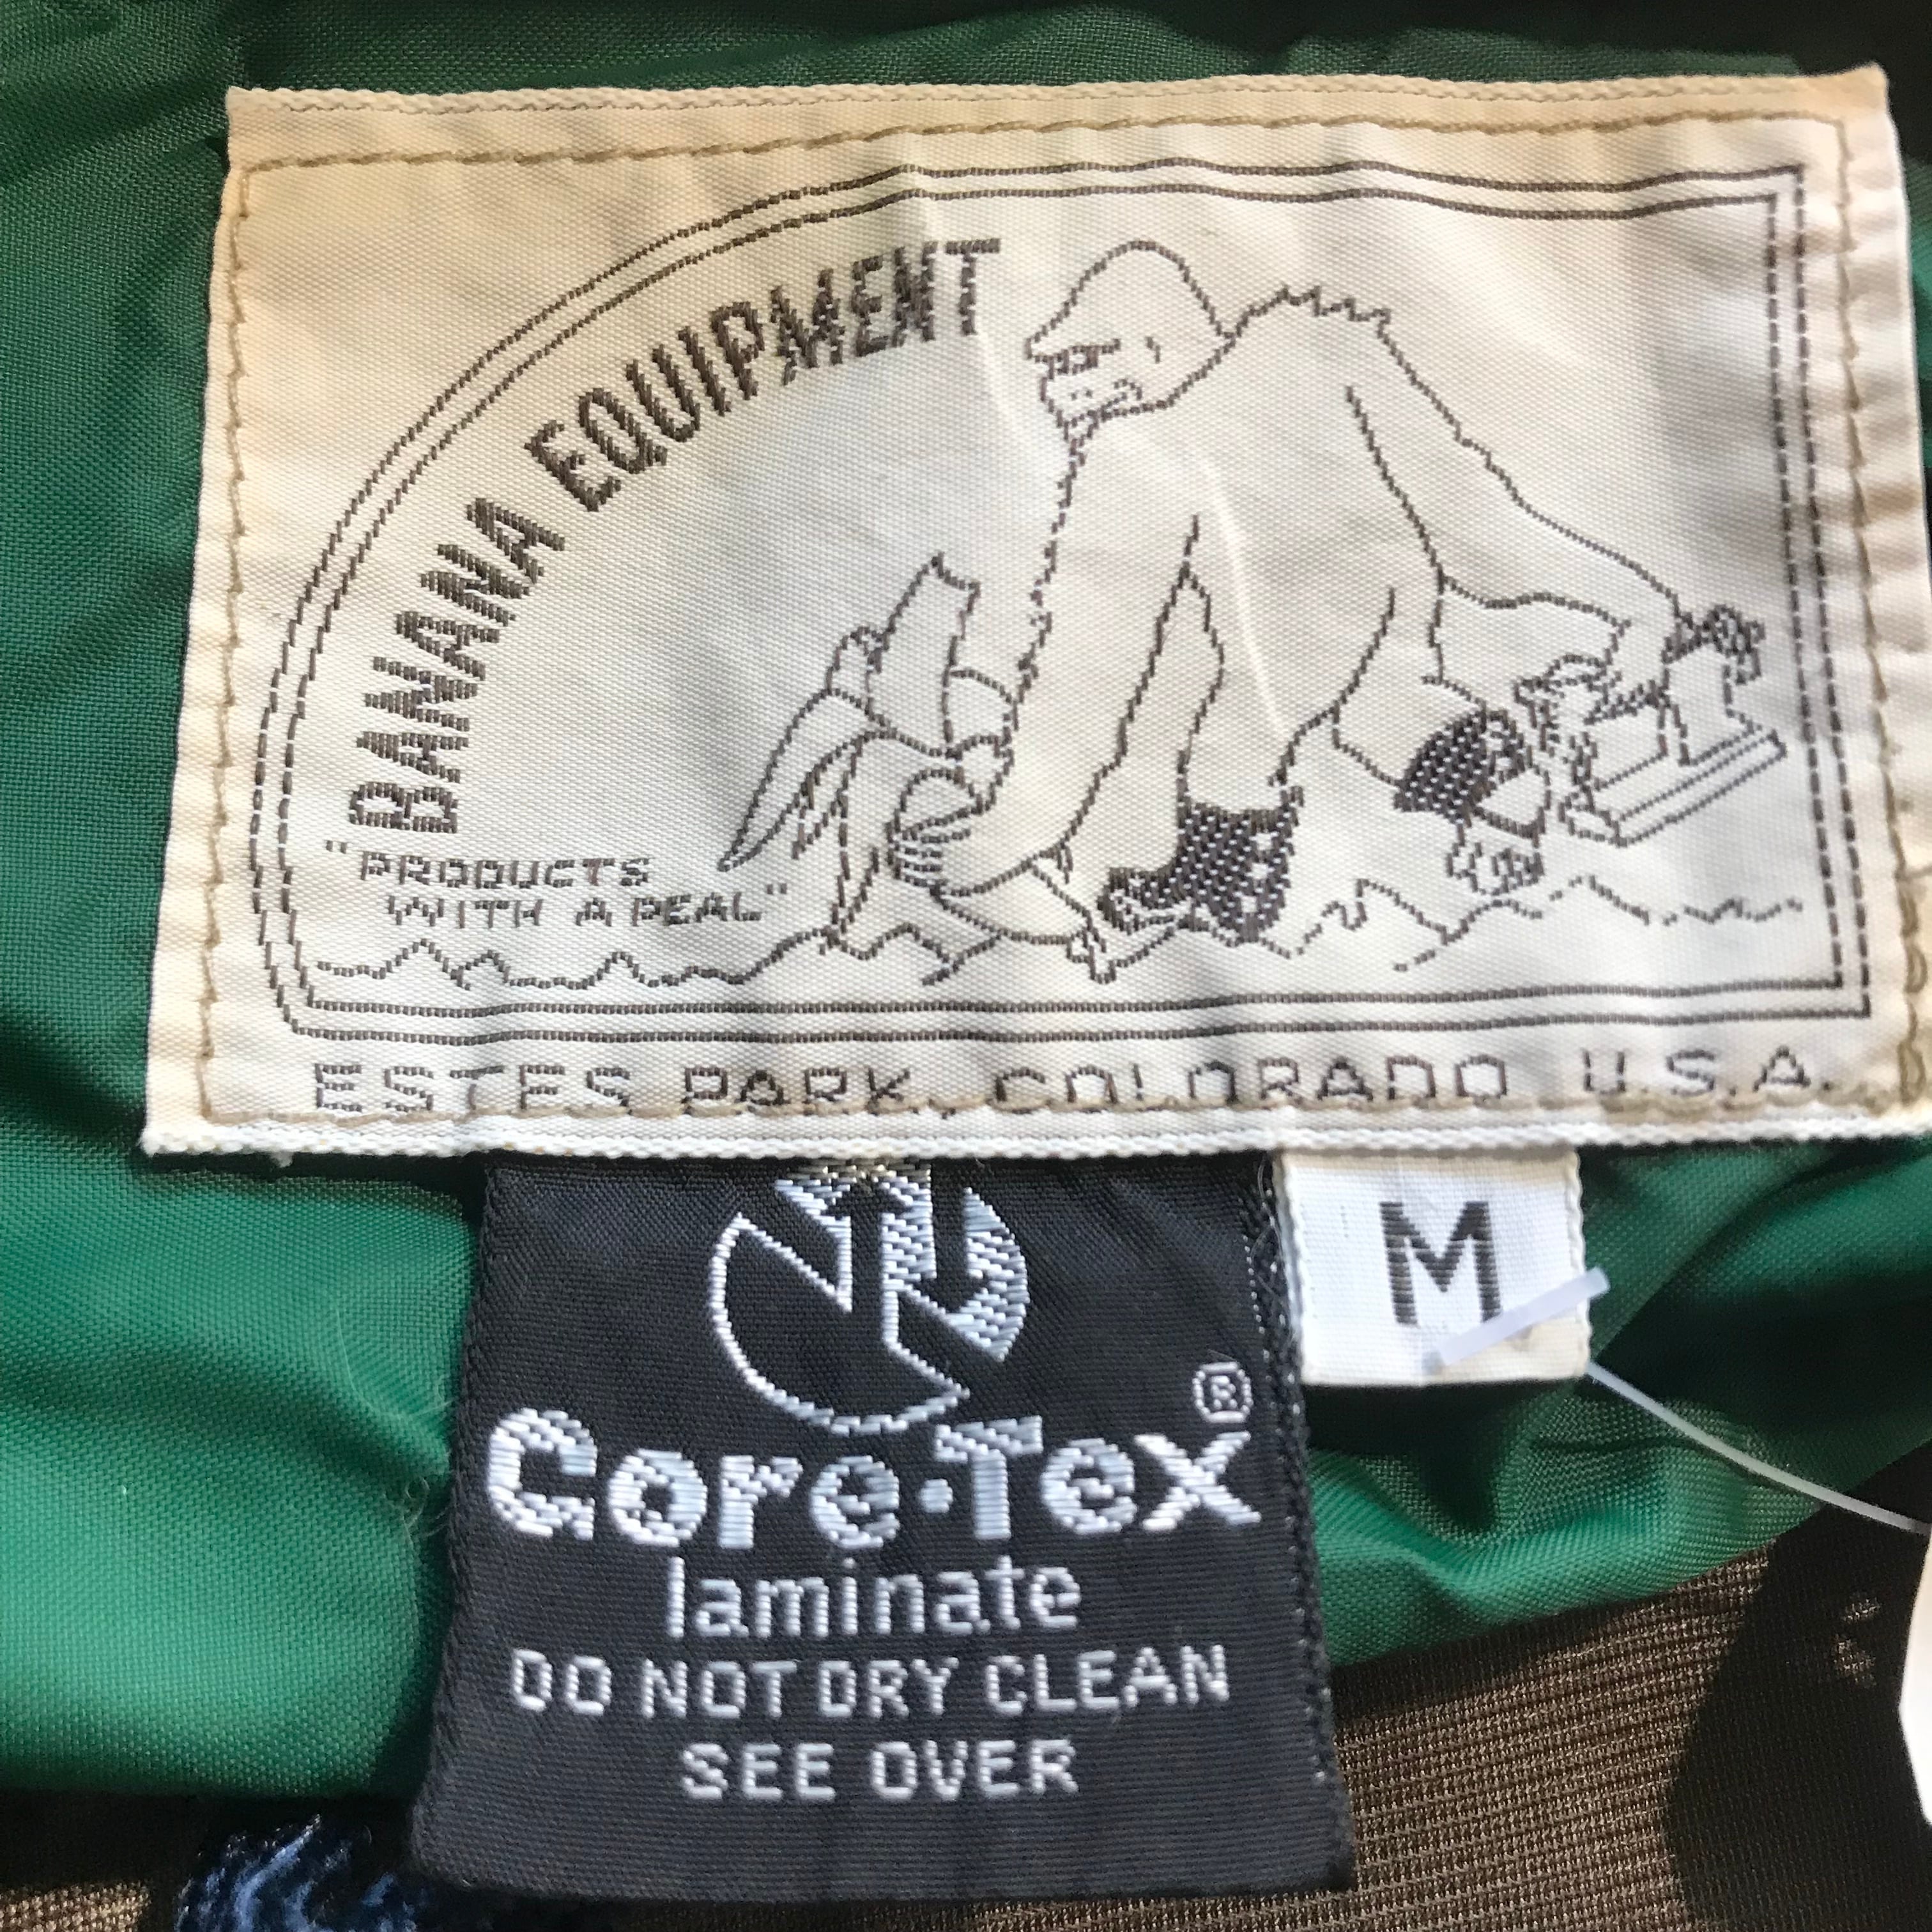 BANANA EQUIPMENT
"PRODUCTS
WITH A PEAL"
ESTES PARK, COLORADO U.S.A.
M
Gore·Tex®
laminate
DO NOT DRY CLEAN
SEE OVER